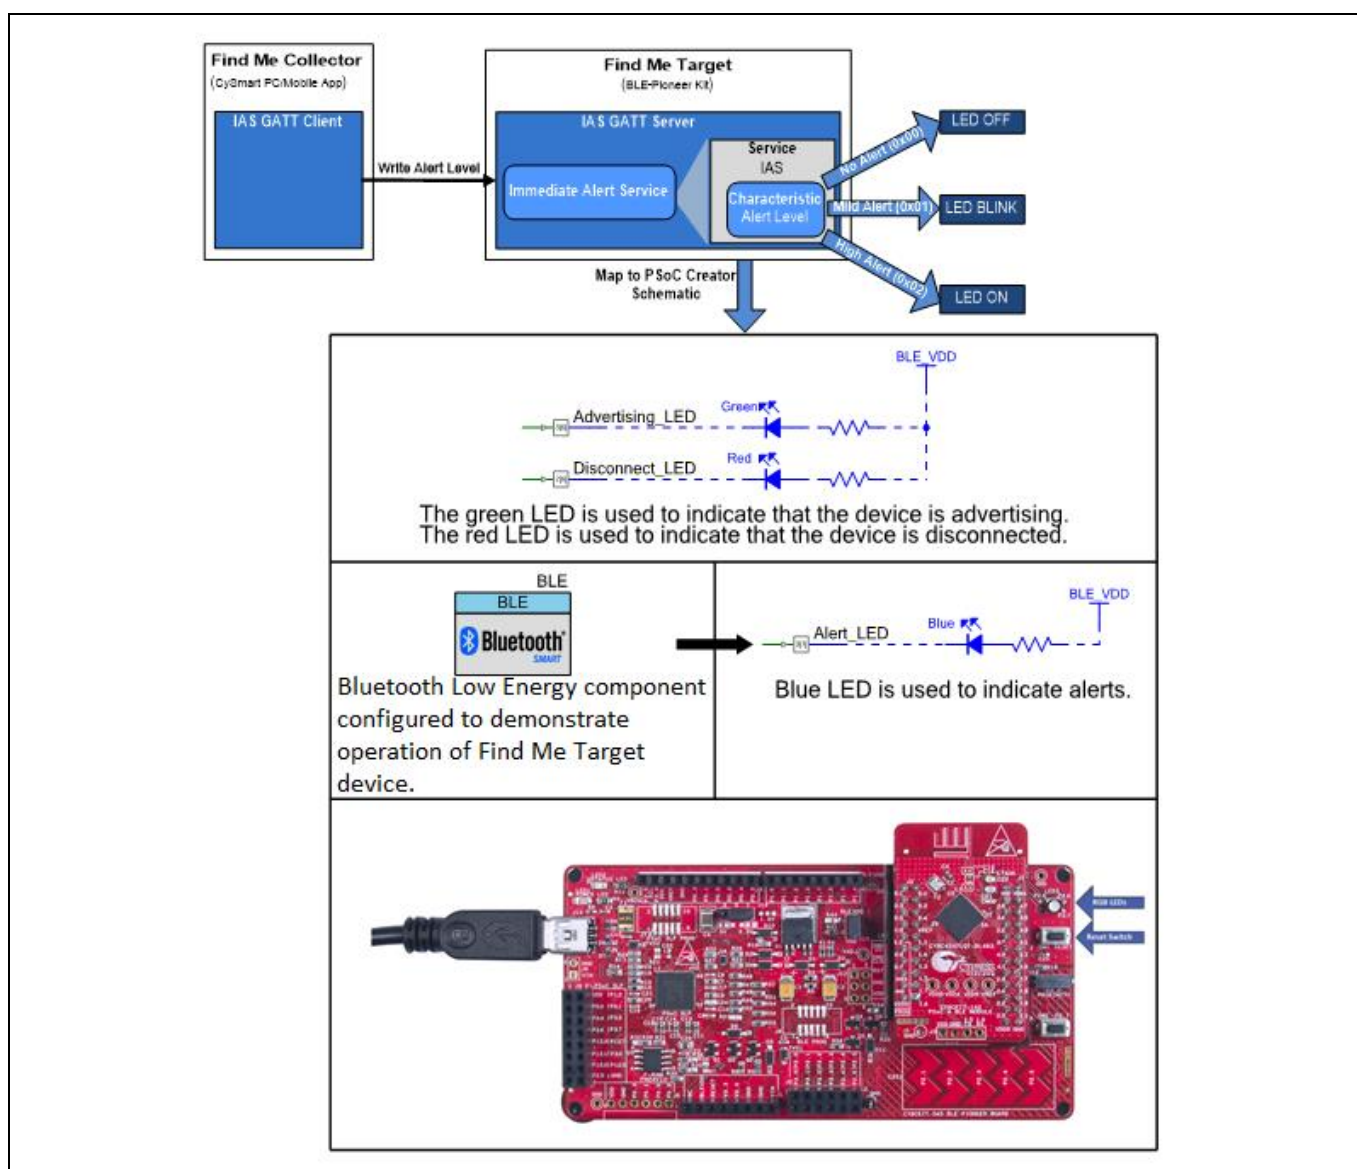 Find Me Collector
(CySmart PC/Mobile App)
IAS GATT Client
Write Alert Level
Find Me Target
(BLE-Pioneer Kit)
IAS GATT Server
Immediate Alert Service
Service
IAS
Characteristic
Alert Level
No Alert (0x00)
Mild Alert (0x01)
High Alert (0x02)
LED OFF
LED BLINK
LED ON
Map to PSoC Creator
Schematic
BLE_VDD
Advertising_LED
Green
Disconnect_LED
Red
The green LED is used to indicate that the device is advertising.
The red LED is used to indicate that the device is disconnected.
BLE
BLE
Bluetooth
SMART
Bluetooth Low Energy component
configured to demonstrate
operation of Find Me Target
device.
BLE_VDD
Alert_LED
Blue
Blue LED is used to indicate alerts.
RGB LEDs
Reset Switch